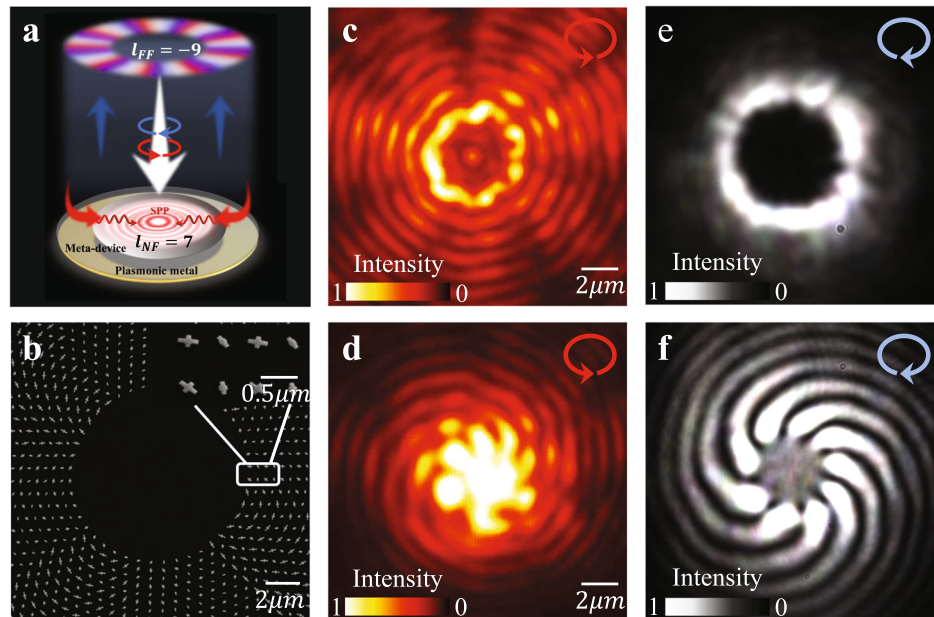 a
l_FF = −9
SPP
l_NF = 7
Meta-device
Plasmonic metal
b
0.5μm
2μm
c
Intensity
1 0
2μm
d
Intensity
1 0
2μm
e
Intensity
1 0
f
Intensity
1 0